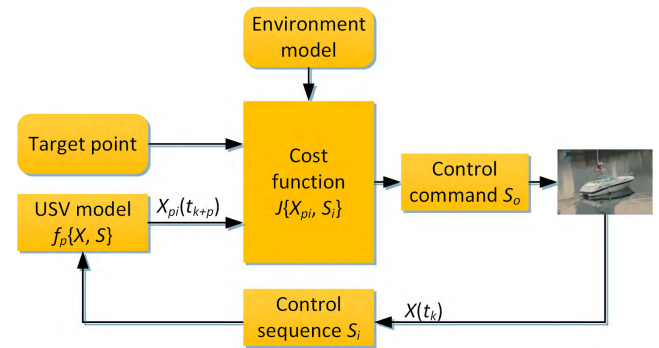 Environment
model
Target point
Cost
function
J{Xpi, Si}
Control
command So
USV model
fp{X, S}
Xpi(tk+p)
Control
sequence Si
X(tk)